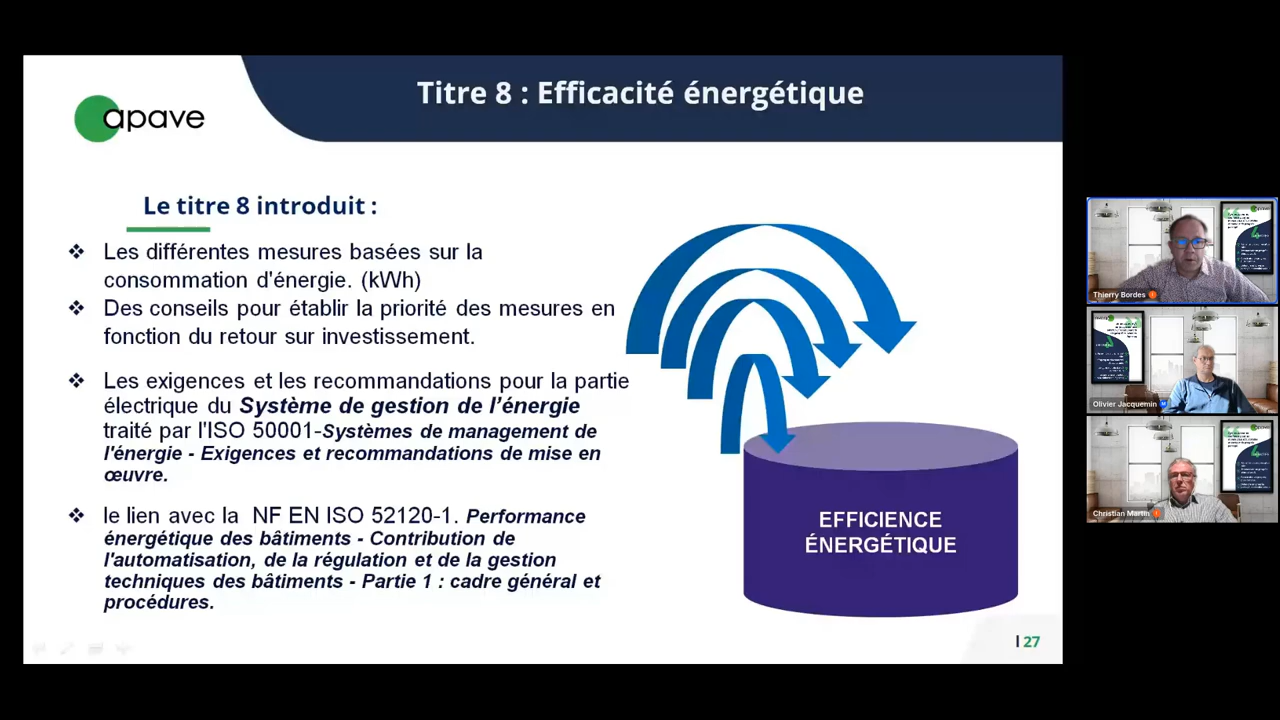 Titre 8 : Efficacité énergétique
apave
Le titre 8 introduit :
❖ Les différentes mesures basées sur la
consommation d'énergie. (kWh)
❖ Des conseils pour établir la priorité des mesures en
fonction du retour sur investissement.
❖ Les exigences et les recommandations pour la partie
électrique du Système de gestion de l'énergie
traité par l'ISO 50001-Systèmes de management de
l'énergie - Exigences et recommandations de mise en
œuvre.
❖ le lien avec la NF EN ISO 52120-1. Performance
énergétique des bâtiments - Contribution de
l'automatisation, de la régulation et de la gestion
techniques des bâtiments - Partie 1 : cadre général et
procédures.
EFFICIENCE
ÉNERGÉTIQUE
27
Thierry Bordes
Olivier Jacquemin
Christian Martin